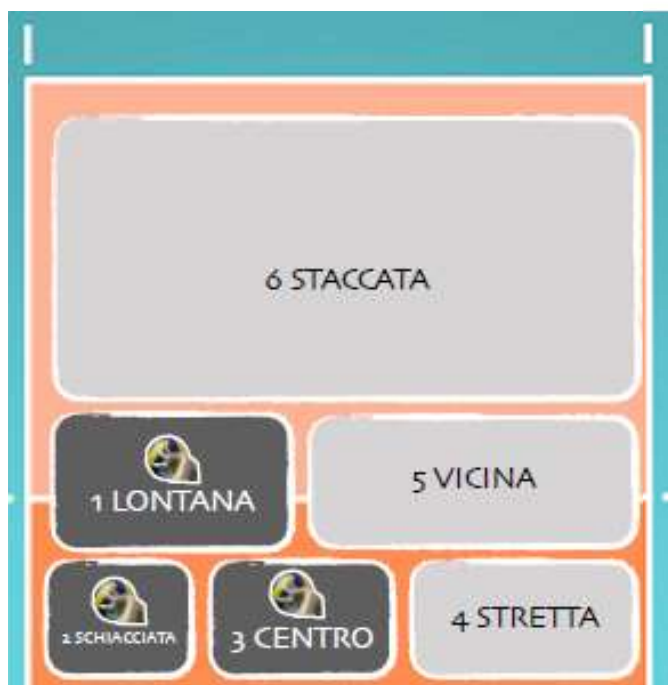 6 STACCATA
1 LONTANA
5 VICINA
2 SCHIACCIATA
3 CENTRO
4 STRETTA